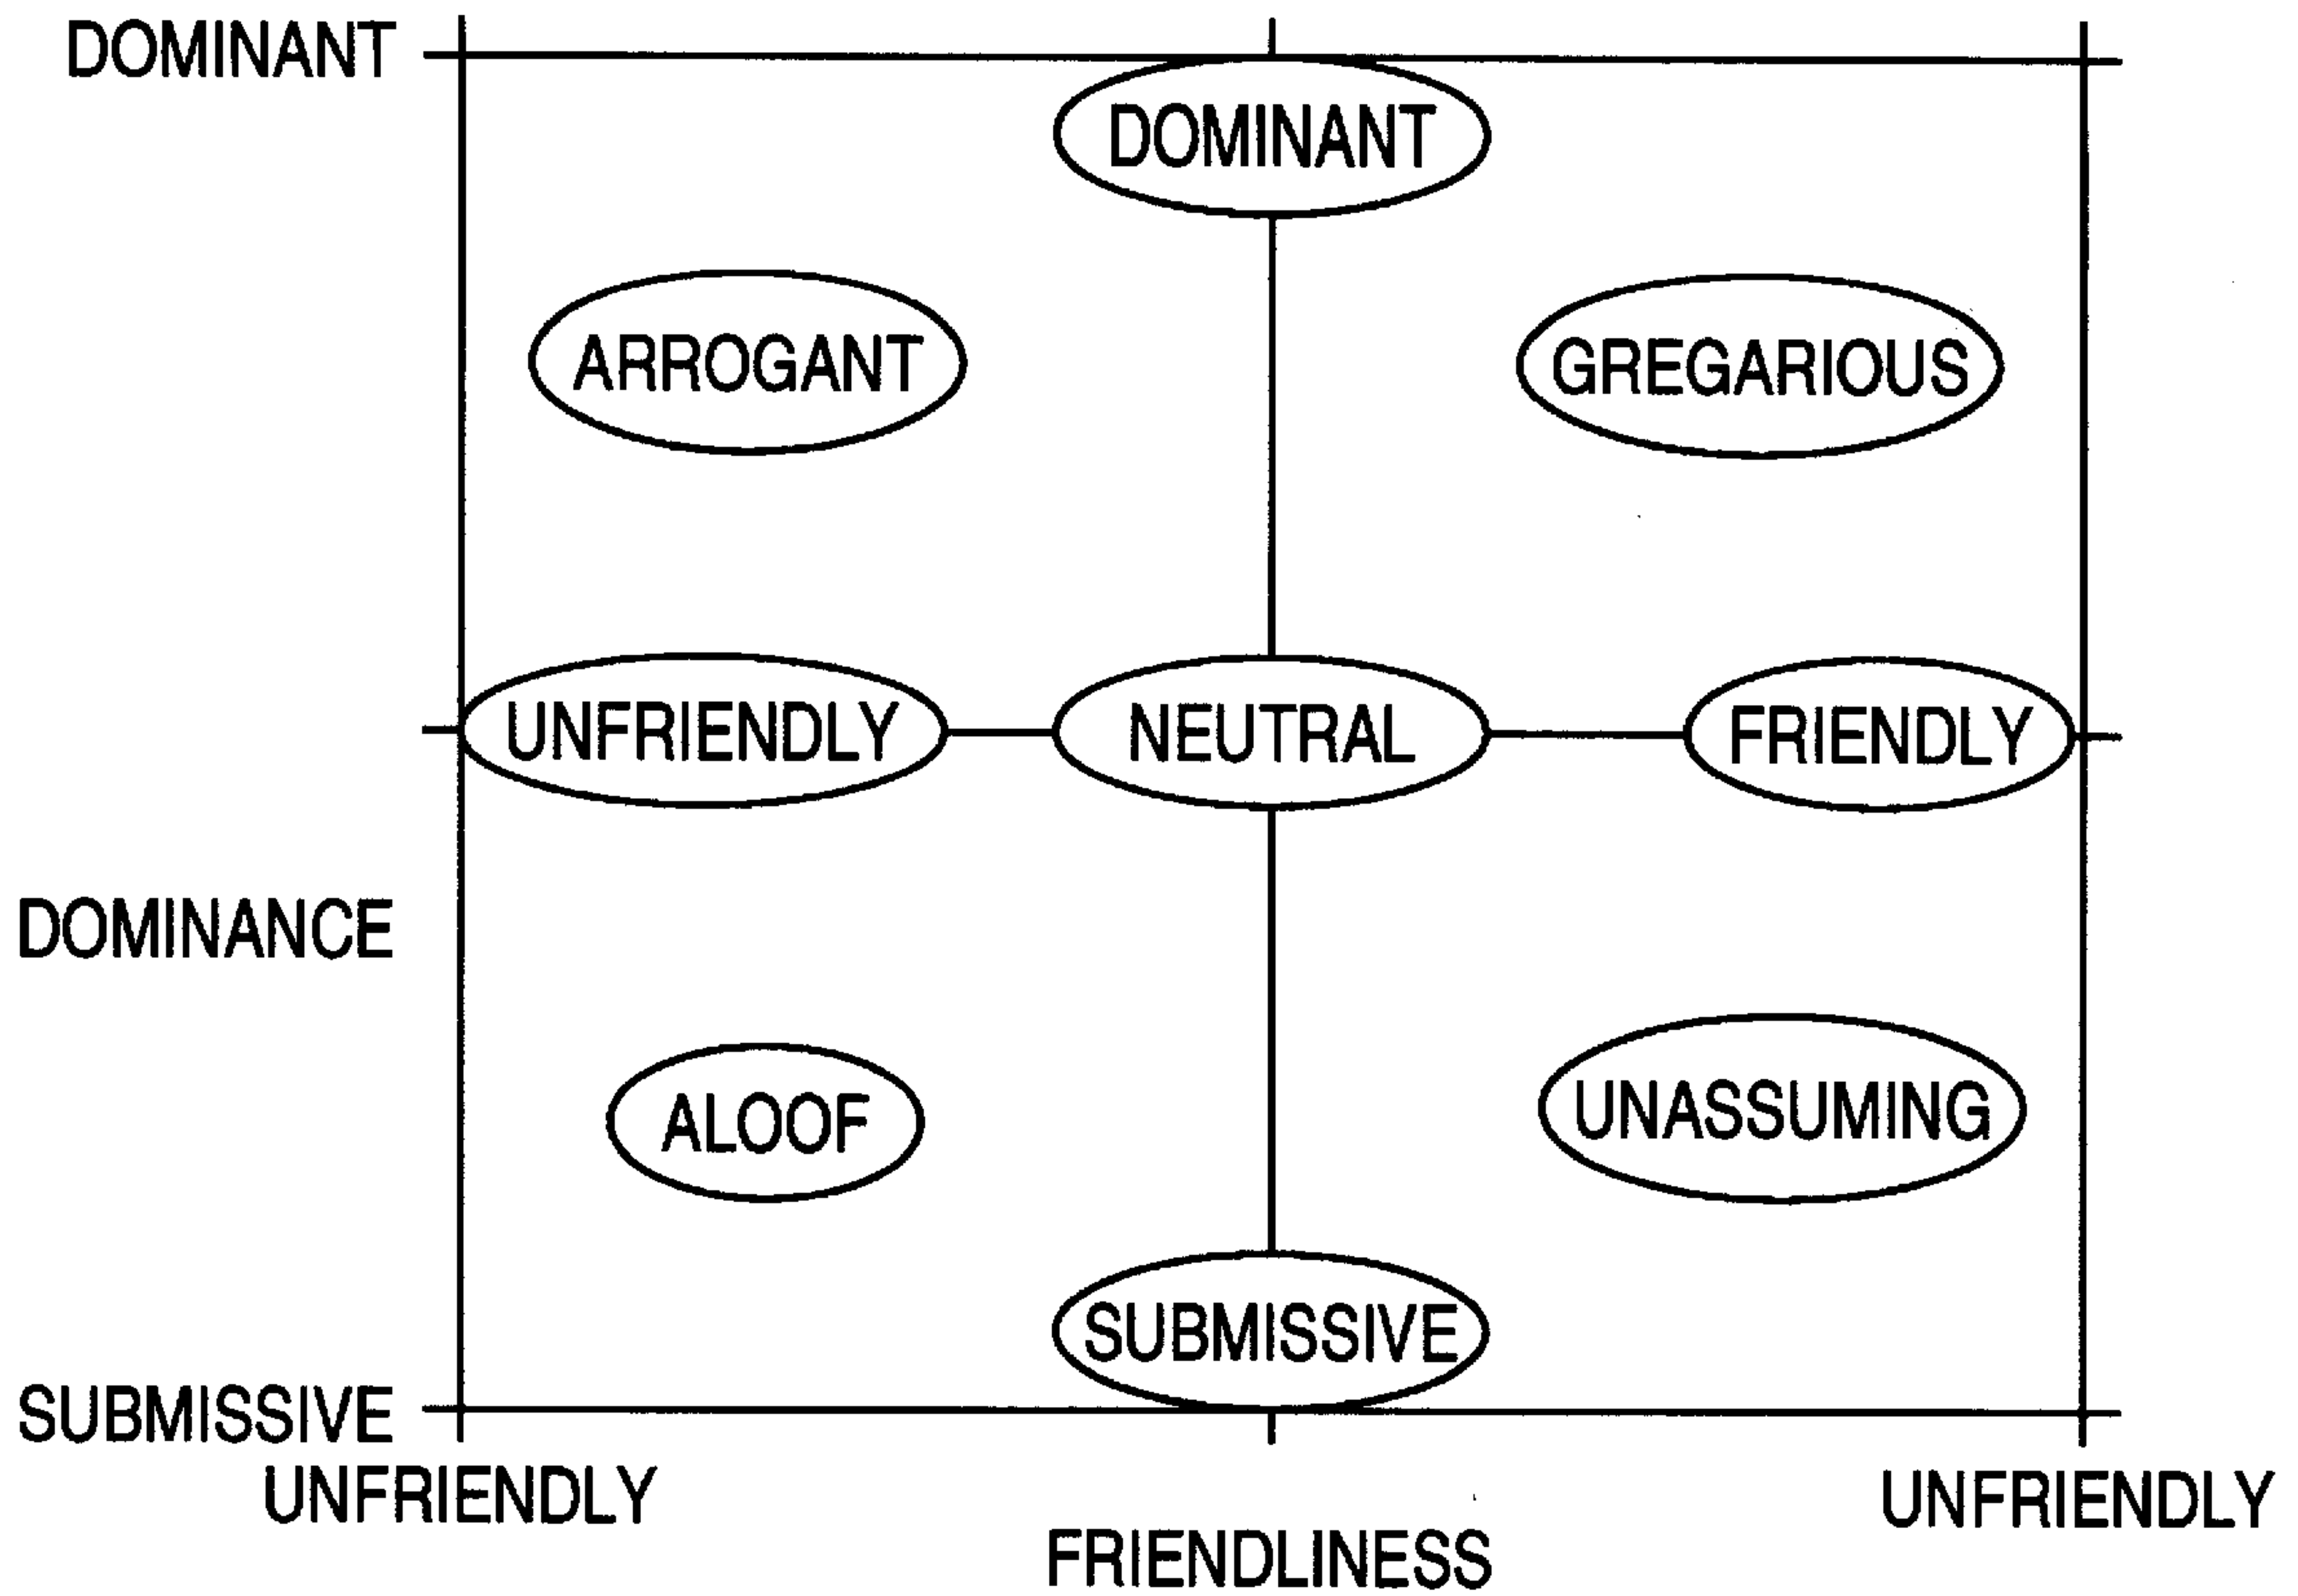 DOMINANT
DOMINANT
ARROGANT
GREGARIOUS
UNFRIENDLY
NEUTRAL
FRIENDLY
DOMINANCE
ALOOF
UNASSUMING
SUBMISSIVE
SUBMISSIVE
UNFRIENDLY
UNFRIENDLY
FRIENDLINESS